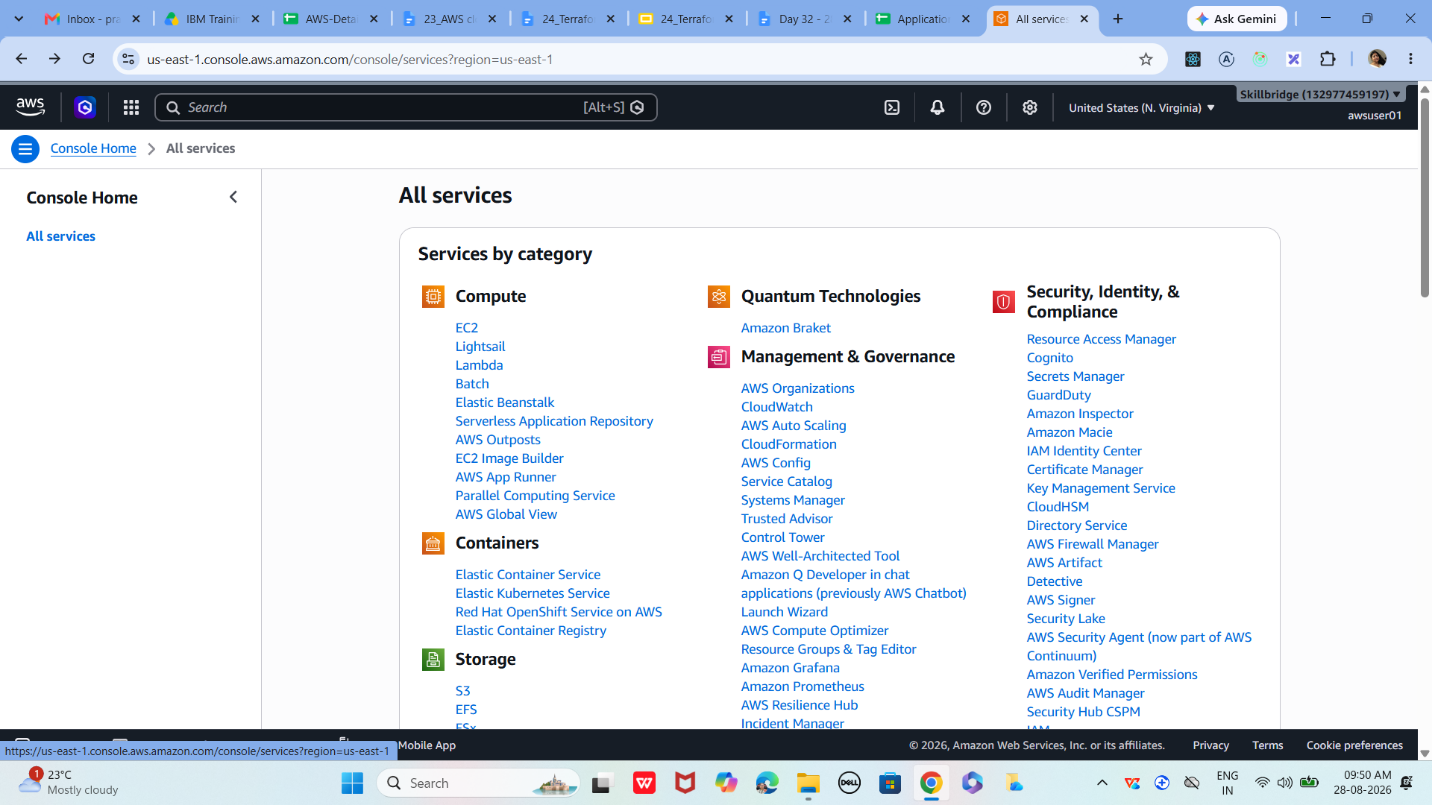 Inbox - pra
IBM Trainin
AWS-Detai
23_AWS cl
24_Terrafo
24_Terrafo
Day 32 - 2
Application
All services
Ask Gemini
us-east-1.console.aws.amazon.com/console/services?region=us-east-1
aws
Search
[Alt+S]
United States (N. Virginia)
Skillbridge (132977459197)
awsuser01
Console Home
All services
Console Home
All services
All services
Services by category
Compute
EC2
Lightsail
Lambda
Batch
Elastic Beanstalk
Serverless Application Repository
AWS Outposts
EC2 Image Builder
AWS App Runner
Parallel Computing Service
AWS Global View
Containers
Elastic Container Service
Elastic Kubernetes Service
Red Hat OpenShift Service on AWS
Elastic Container Registry
Storage
S3
EFS
FSx
Quantum Technologies
Amazon Braket
Management & Governance
AWS Organizations
CloudWatch
AWS Auto Scaling
CloudFormation
AWS Config
Service Catalog
Systems Manager
Trusted Advisor
Control Tower
AWS Well-Architected Tool
Amazon Q Developer in chat
applications (previously AWS Chatbot)
Launch Wizard
AWS Compute Optimizer
Resource Groups & Tag Editor
Amazon Grafana
Amazon Prometheus
AWS Resilience Hub
Incident Manager
Security, Identity, &
Compliance
Resource Access Manager
Cognito
Secrets Manager
GuardDuty
Amazon Inspector
Amazon Macie
IAM Identity Center
Certificate Manager
Key Management Service
CloudHSM
Directory Service
AWS Firewall Manager
AWS Artifact
Detective
AWS Signer
Security Lake
AWS Security Agent (now part of AWS
Continuum)
Amazon Verified Permissions
AWS Audit Manager
Security Hub CSPM
IAM
https://us-east-1.console.aws.amazon.com/console/services?region=us-east-1
Mobile App
© 2026, Amazon Web Services, Inc. or its affiliates.
Privacy
Terms
Cookie preferences
1
23°C
Mostly cloudy
Search
DELL
ENG
IN
09:50 AM
28-08-2026